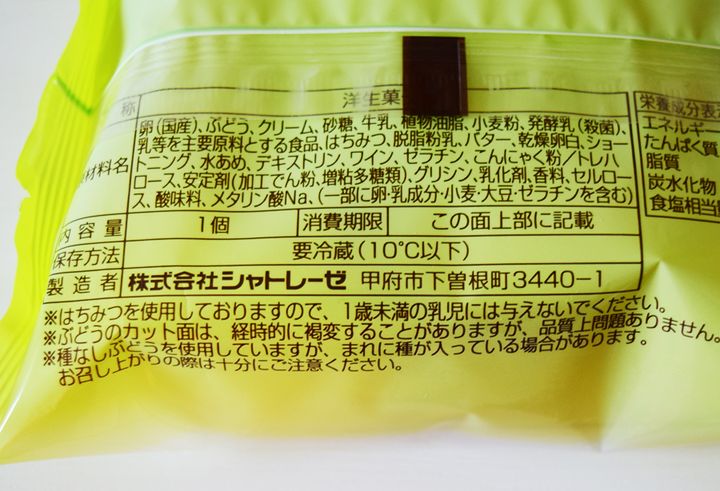 称 洋生菓
卵(国産)、ぶどう、クリーム、砂糖、牛乳、植物油脂、小麦粉、発酵乳(殺菌)、
乳等を主要原料とする食品、はちみつ、脱脂粉乳、バター、乾燥卵白、ショー
材料名 トニング、水あめ、デキストリン、ワイン、ゼラチン、こんにゃく粉/トレハ
ロース、安定剤(加工でん粉、増粘多糖類)、グリシン、乳化剤、香料、セルロー
ス、酸味料、メタリン酸Na、(一部に卵・乳成分・小麦・大豆・ゼラチンを含む)
内容量 1個 消費期限 この面上部に記載
保存方法 要冷蔵(10℃以下)
製造者 株式会社シャトレーゼ 甲府市下曽根町3440-1
※はちみつを使用しておりますので、1歳未満の乳児には与えないでください。
※ぶどうのカット面は、経時的に褐変することがありますが、品質上問題ありません。
※種なしぶどうを使用していますが、まれに種が入っている場合があります。
お召し上がりの際は十分にご注意ください。
栄養成分表
エネルギー
たんぱく質
脂質
炭水化物
食塩相当